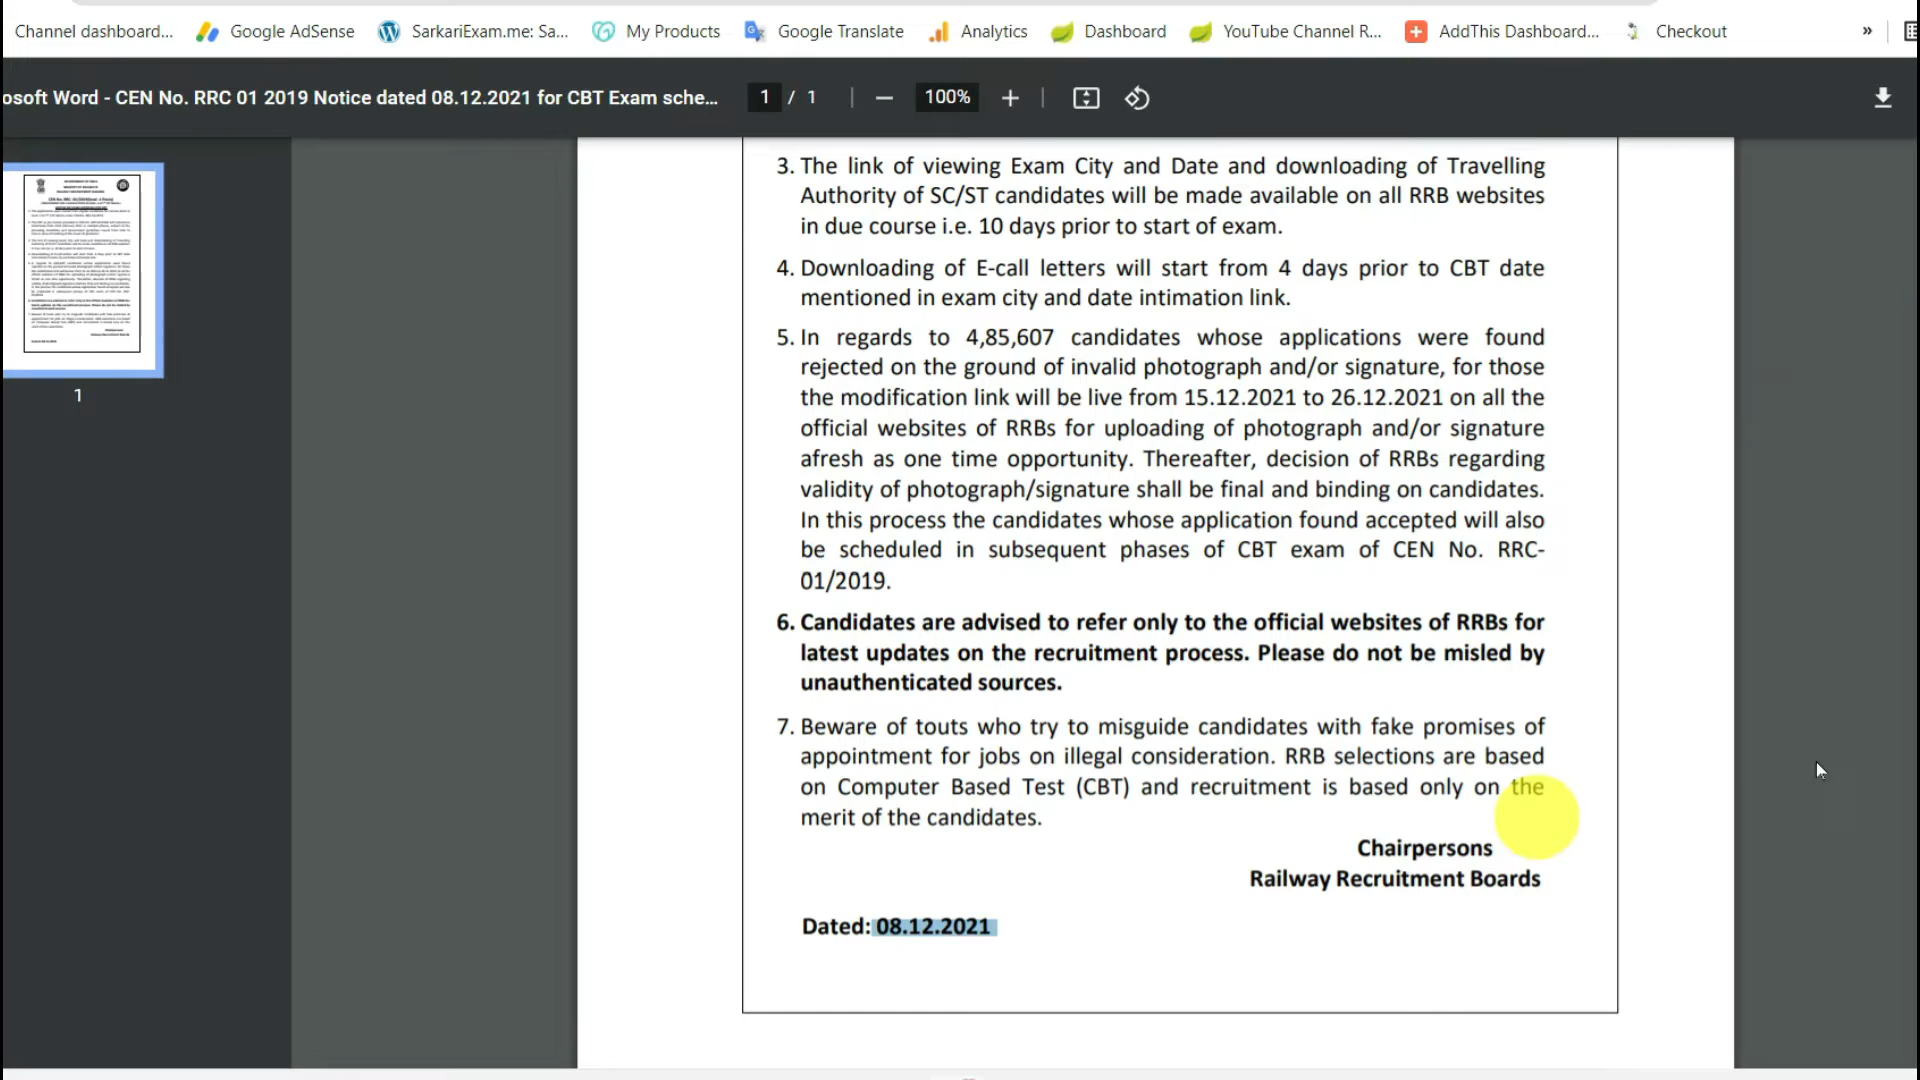 Channel dashboard... Google AdSense SarkariExam.me: Sa... My Products Google Translate Analytics Dashboard YouTube Channel R... AddThis Dashboard... Checkout »
osoft Word - CEN No. RRC 01 2019 Notice dated 08.12.2021 for CBT Exam sche... 1 / 1 100%
3. The link of viewing Exam City and Date and downloading of Travelling
Authority of SC/ST candidates will be made available on all RRB websites
in due course i.e. 10 days prior to start of exam.
4. Downloading of E-call letters will start from 4 days prior to CBT date
mentioned in exam city and date intimation link.
5. In regards to 4,85,607 candidates whose applications were found
rejected on the ground of invalid photograph and/or signature, for those
the modification link will be live from 15.12.2021 to 26.12.2021 on all the
official websites of RRBs for uploading of photograph and/or signature
afresh as one time opportunity. Thereafter, decision of RRBs regarding
validity of photograph/signature shall be final and binding on candidates.
In this process the candidates whose application found accepted will also
be scheduled in subsequent phases of CBT exam of CEN No. RRC-
01/2019.
6. Candidates are advised to refer only to the official websites of RRBs for
latest updates on the recruitment process. Please do not be misled by
unauthenticated sources.
7. Beware of touts who try to misguide candidates with fake promises of
appointment for jobs on illegal consideration. RRB selections are based
on Computer Based Test (CBT) and recruitment is based only on the
merit of the candidates.
Chairpersons
Railway Recruitment Boards
Dated: 08.12.2021
1